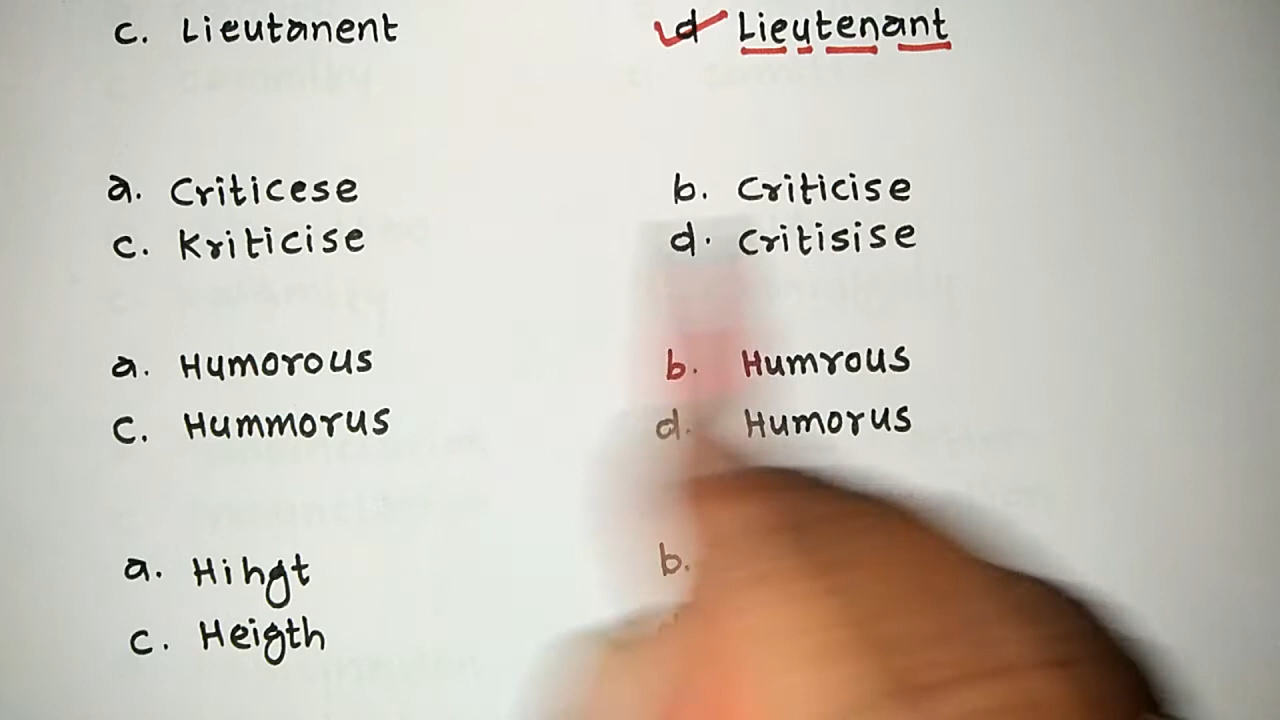 c. Lieutanent d Lieutenant
a. Criticese b. Criticise
c. Kriticise d. Critisise
a. Humorous b. Humrous
c. Hummorus d. Humorus
a. Hihgt b.
c. Heigth